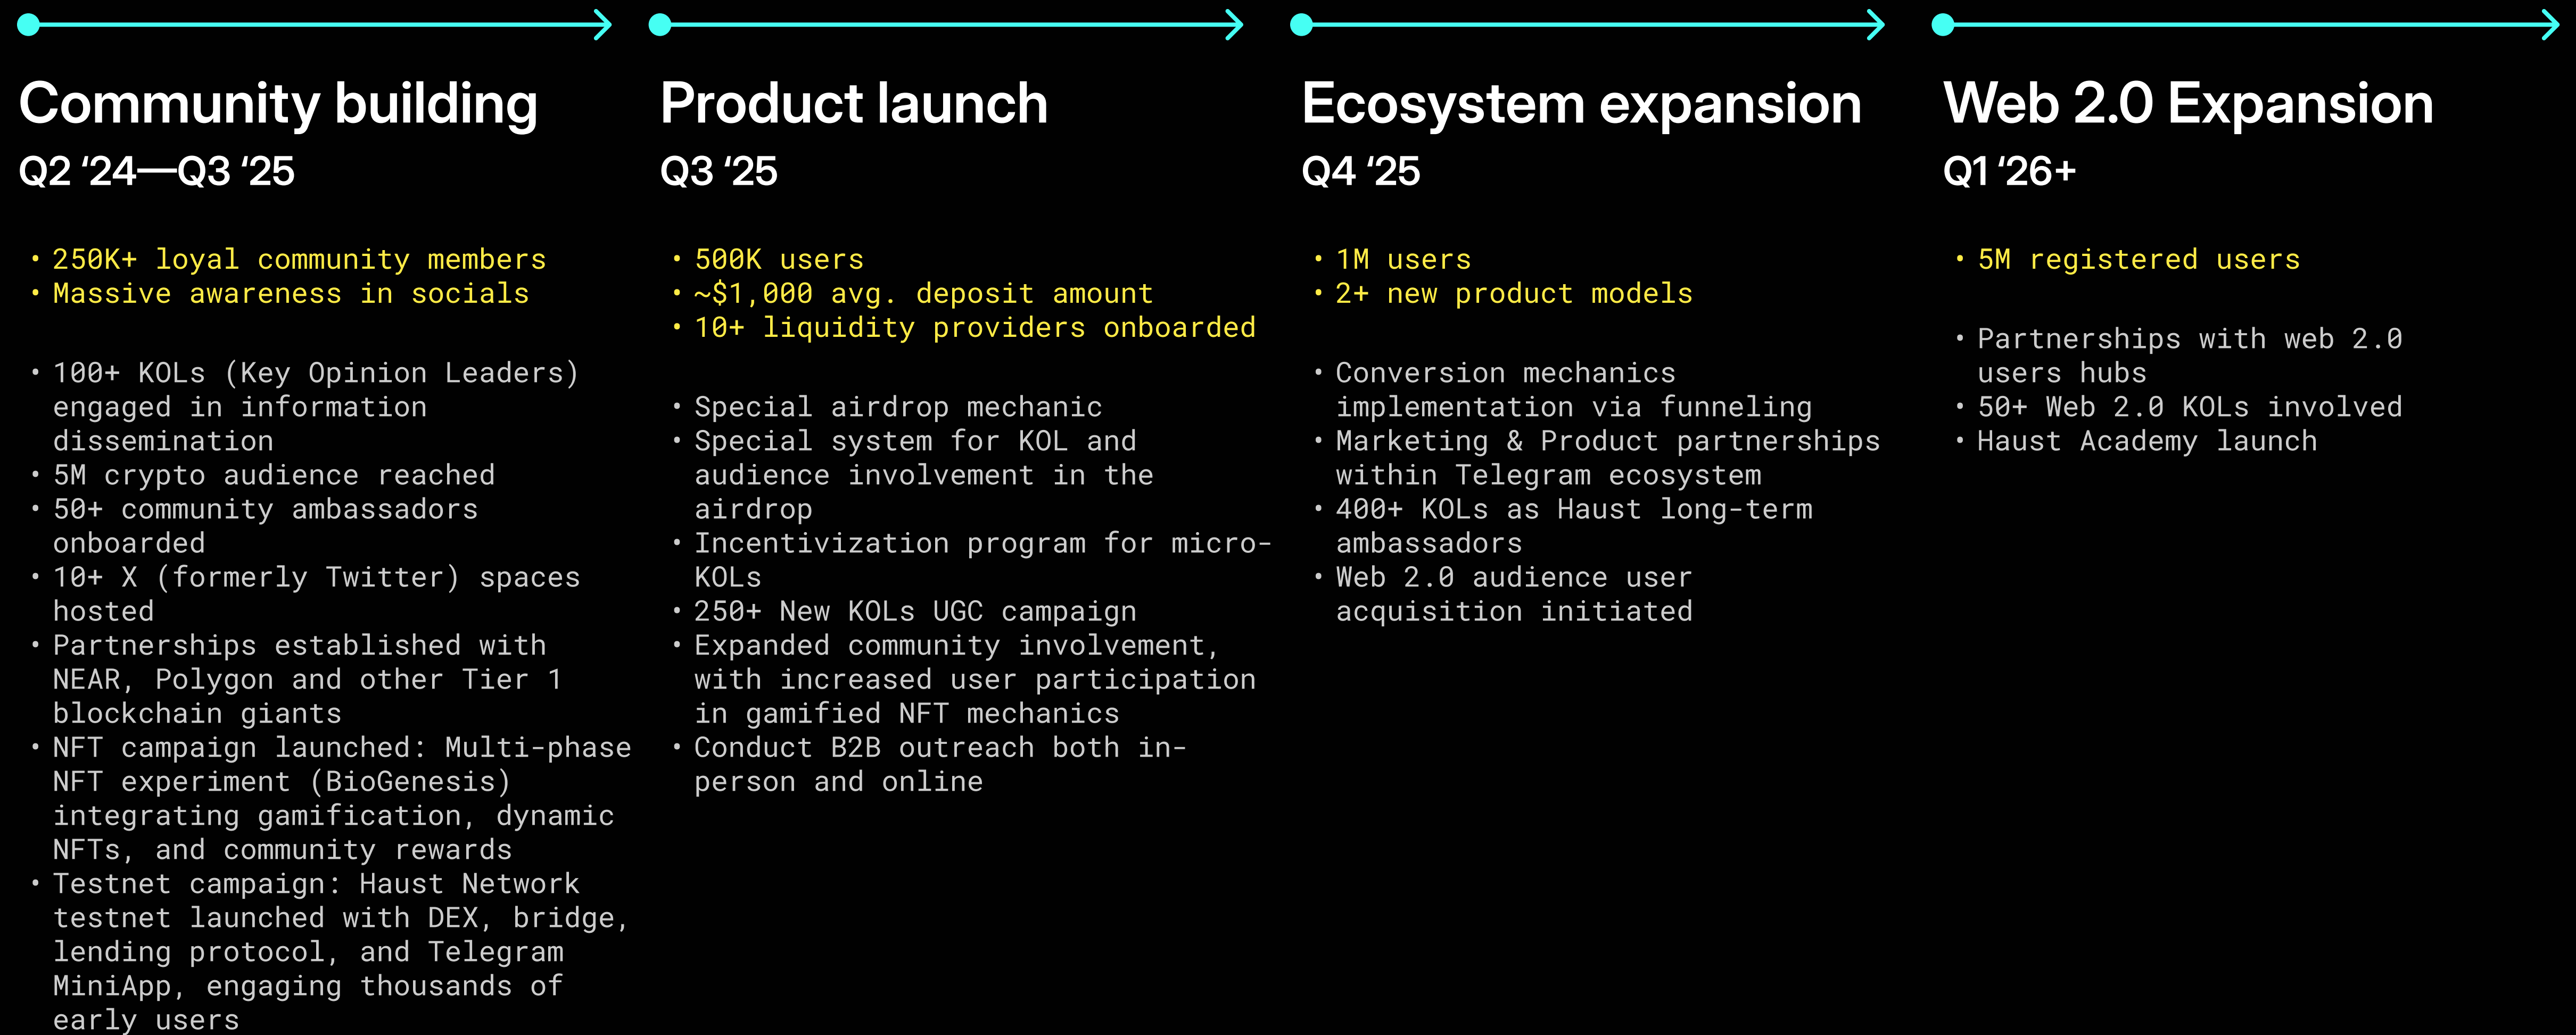 Community building
Q2 ‘24—Q3 ‘25
• 250K+ loyal community members
• Massive awareness in socials
• 100+ KOLs (Key Opinion Leaders)
engaged in information
dissemination
• 5M crypto audience reached
• 50+ community ambassadors
onboarded
• 10+ X (formerly Twitter) spaces
hosted
• Partnerships established with
NEAR, Polygon and other Tier 1
blockchain giants
• NFT campaign launched: Multi-phase
NFT experiment (BioGenesis)
integrating gamification, dynamic
NFTs, and community rewards
• Testnet campaign: Haust Network
testnet launched with DEX, bridge,
lending protocol, and Telegram
MiniApp, engaging thousands of
early users
Product launch
Q3 ‘25
• 500K users
• ~$1,000 avg. deposit amount
• 10+ liquidity providers onboarded
• Special airdrop mechanic
• Special system for KOL and
audience involvement in the
airdrop
• Incentivization program for micro-
KOLs
• 250+ New KOLs UGC campaign
• Expanded community involvement,
with increased user participation
in gamified NFT mechanics
• Conduct B2B outreach both in-
person and online
Ecosystem expansion
Q4 ‘25
• 1M users
• 2+ new product models
• Conversion mechanics
implementation via funneling
• Marketing & Product partnerships
within Telegram ecosystem
• 400+ KOLs as Haust long-term
ambassadors
• Web 2.0 audience user
acquisition initiated
Web 2.0 Expansion
Q1 ‘26+
• 5M registered users
• Partnerships with web 2.0
users hubs
• 50+ Web 2.0 KOLs involved
• Haust Academy launch